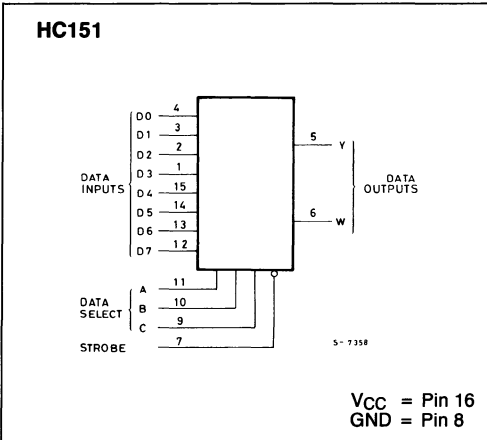 HC151
D0 4
D1 3
D2 2
D3 1
D4 15
D5 14
D6 13
D7 12
DATA
INPUTS
5 Y
6 W
DATA
OUTPUTS
A 11
B 10
C 9
DATA
SELECT
STROBE 7
S-7358
VCC = Pin 16
GND = Pin 8